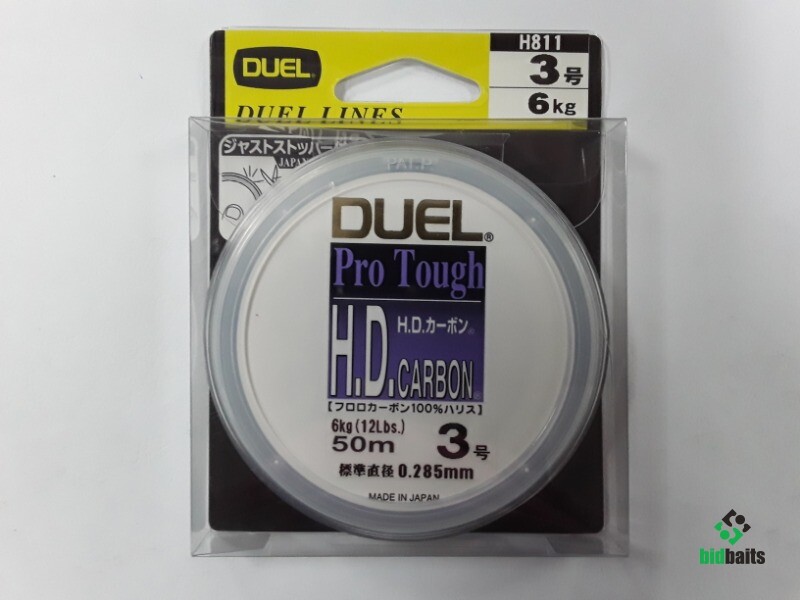 DUEL
H811
3号
6kg
DUEL LINES
ジャストストッパー
JAPAN
PAT.P
DUEL®
Pro Tough
H.D.カーボン
H.D.CARBON
【フロロカーボン100%ハリス】
6kg(12Lbs.)
50m 3号
標準直径 0.285mm
MADE IN JAPAN
bidbaits